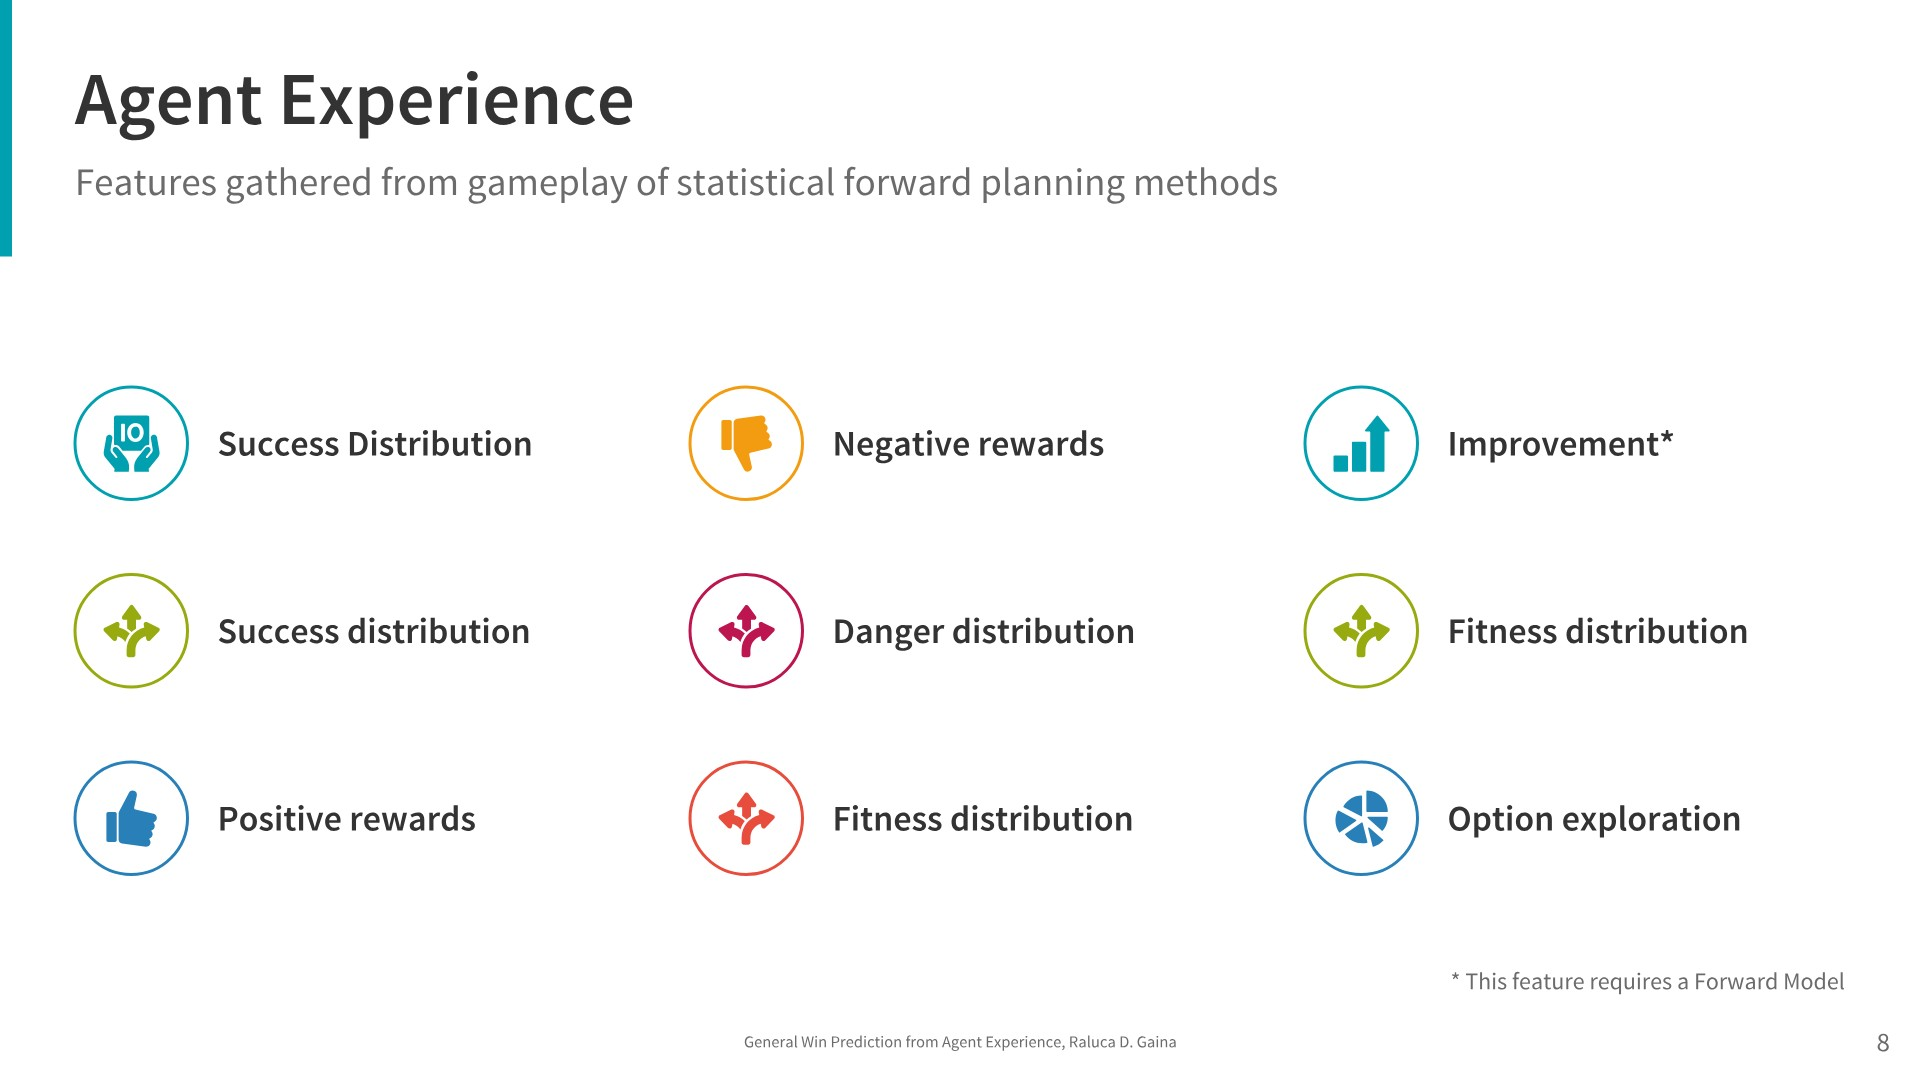 Agent Experience
Features gathered from gameplay of statistical forward planning methods
IO
Success Distribution
Negative rewards
Improvement*
Success distribution
Danger distribution
Fitness distribution
Positive rewards
Fitness distribution
Option exploration
* This feature requires a Forward Model
General Win Prediction from Agent Experience, Raluca D. Gaina
8